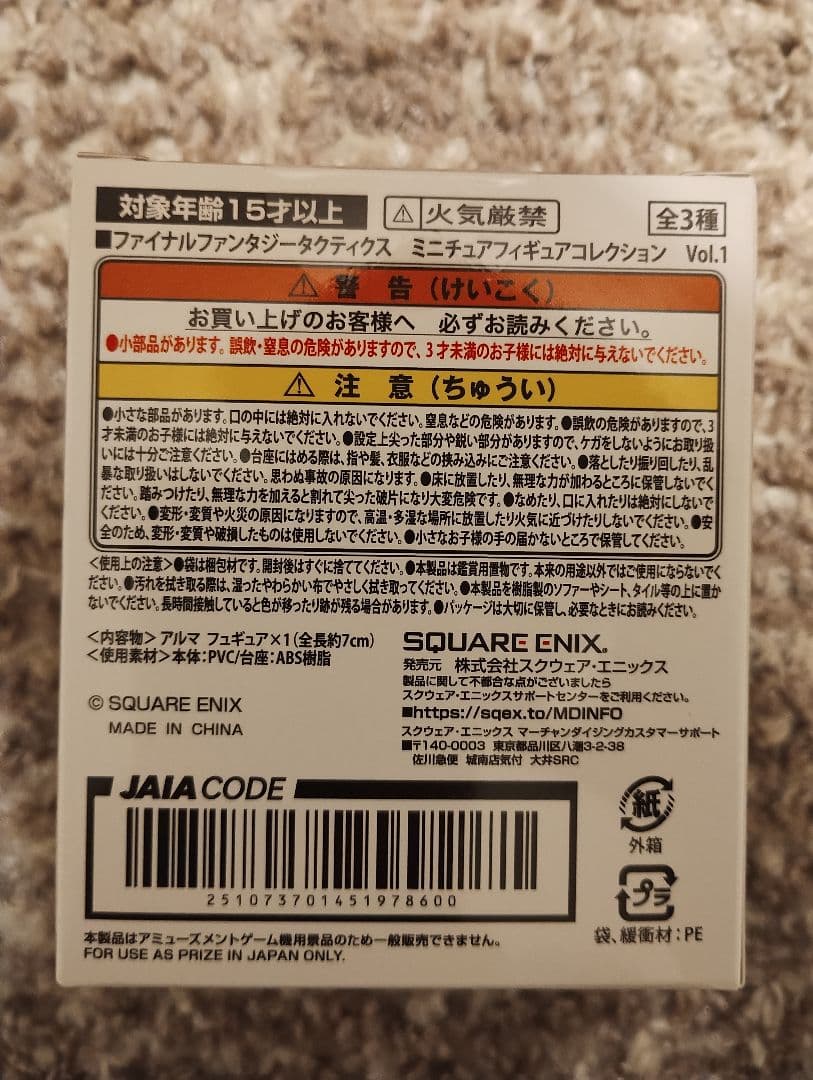 対象年齢15才以上
⚠火気厳禁
全3種
■ファイナルファンタジータクティクス ミニチュアフィギュアコレクション Vol.1
⚠ 警 告 (けいこく)
お買い上げのお客様へ 必ずお読みください。
●小部品があります。誤飲・窒息の危険がありますので、3才未満のお子様には絶対に与えないでください。
⚠ 注 意 (ちゅうい)
●小さな部品があります。口の中には絶対に入れないでください。窒息などの危険があります。●誤飲の危険がありますので、3
才未満のお子様には絶対に与えないでください。●設定上尖った部分や鋭い部分がありますので、ケガをしないようにお取り扱
いには十分ご注意ください。●台座にはめる際は、指や髪、衣服などの挟み込みにご注意ください。●落としたり振り回したり、乱
暴な取り扱いはしないでください。思わぬ事故の原因になります。●床に放置したり、無理な力が加わるところに保管しないでく
ださい。踏みつけたり、無理な力を加えると割れて尖った破片になり大変危険です。●なめたり、口に入れたりは絶対にしないで
ください。●変形・変質や火災の原因になりますので、高温・多湿な場所に放置したり火気に近づけたりしないでください。●安
全のため、変形・変質や破損したものは使用しないでください。●小さなお子様の手の届かないところで保管してください。
<使用上の注意>●袋は梱包材です。開封後はすぐに捨ててください。●本製品は鑑賞用置物です。本来の用途以外ではご使用にならないでく
ださい。●汚れを拭き取る際は、湿ったやわらかい布でやさしく拭き取ってください。●本製品を樹脂製のソファーやシート、タイル等の上に置か
ないでください。長時間接触していると色が移ったり跡が残る場合があります。●パッケージは大切に保管し、必要なときにお読みください。
<内容物> アルマ フュギュア×1(全長約7cm)
<使用素材>本体:PVC/台座:ABS樹脂
© SQUARE ENIX
MADE IN CHINA
SQUARE ENIX®
発売元 株式会社スクウェア・エニックス
製品に関して不都合な点がございましたら
スクウェア・エニックスサポートセンターをご利用ください。
■https://sqex.to/MDINFO
スクウェア・エニックス マーチャンダイジングカスタマーサポート
■〒140-0003 東京都品川区八潮3-2-38
佐川急便 城南店気付 大井SRC
JAIA CODE
251073701451978600
紙
外箱
プラ
袋、緩衝材:PE
本製品はアミューズメントゲーム機用景品のため一般販売できません。
FOR USE AS PRIZE IN JAPAN ONLY.